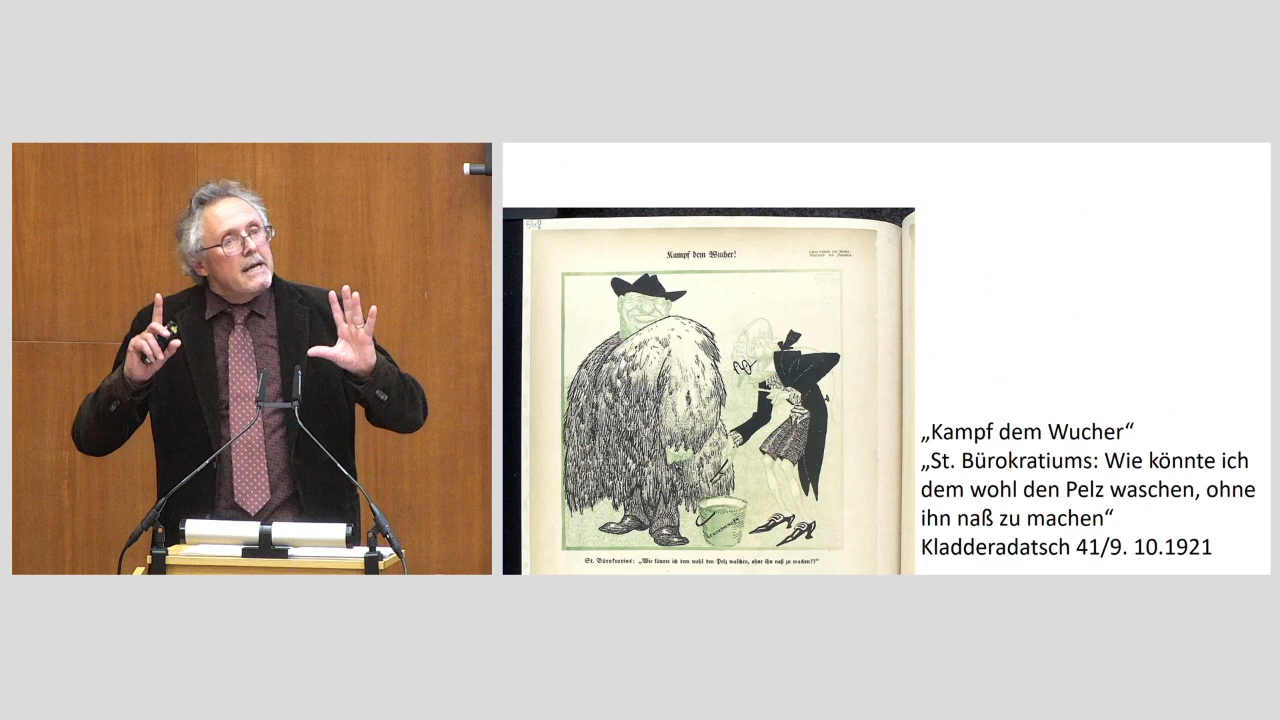 568
Kampf dem Wucher!
St. Bürokratius: „Wie könnte ich dem wohl den Pelz waschen, ohne ihn naß zu machen??"
„Kampf dem Wucher“
„St. Bürokratiums: Wie könnte ich
dem wohl den Pelz waschen, ohne
ihn naß zu machen“
Kladderadatsch 41/9. 10.1921